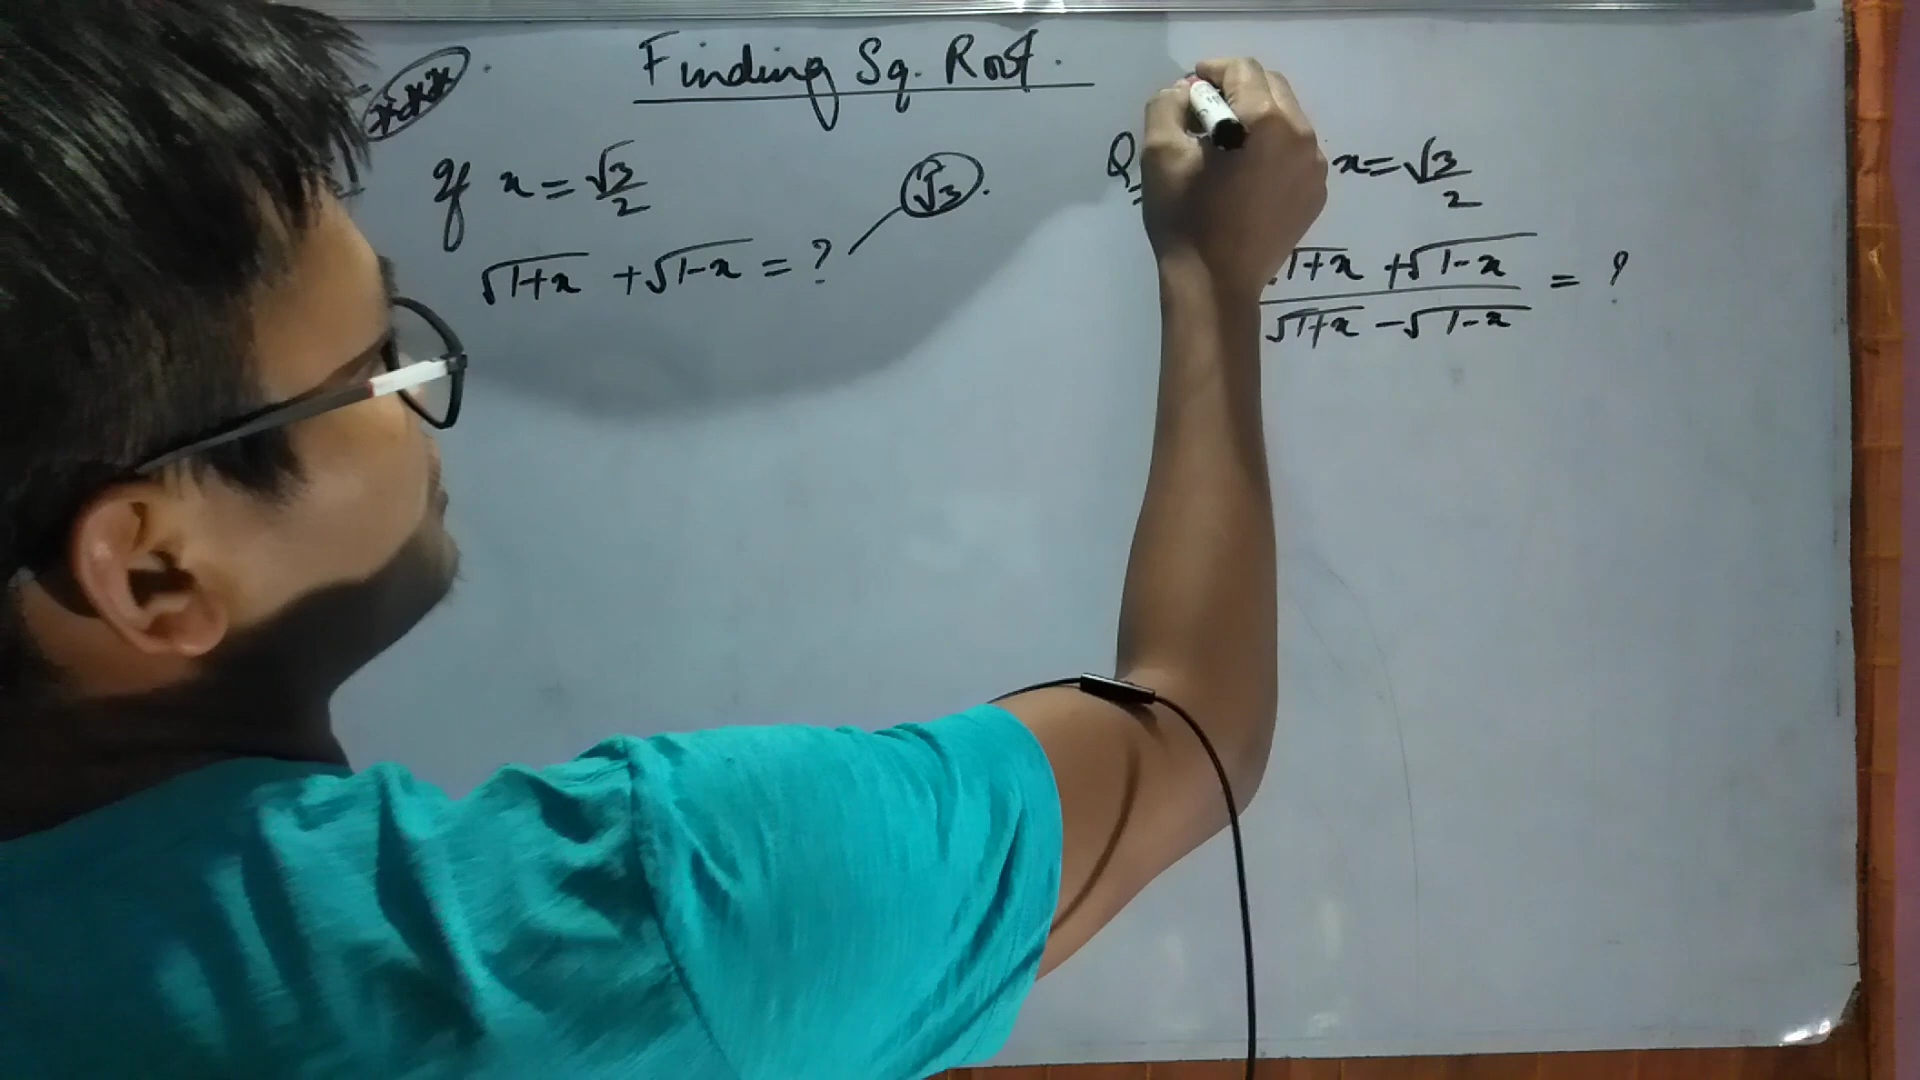 Finding Sq. Root.
If x = √3/2
√1+x + √1-x = ? √3.
Q
x = √3/2
√1+x + √1-x / √1+x - √1-x = ?